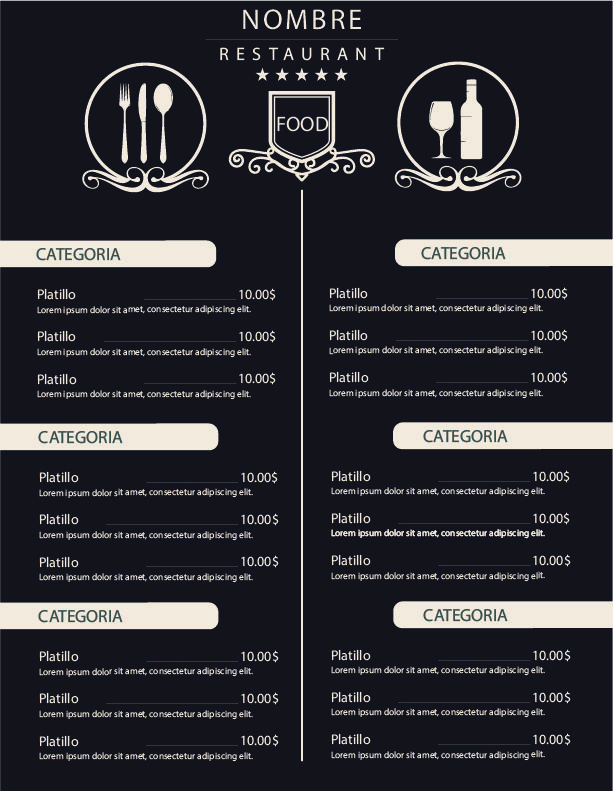 NOMBRE
RESTAURANT
FOOD
CATEGORIA
Platillo 10.00$
Lorem ipsum dolor sit amet, consectetur adipiscing elit.
Platillo 10.00$
Lorem ipsum dolor sit amet, consectetur adipiscing elit.
Platillo 10.00$
Lorem ipsum dolor sit amet, consectetur adipiscing elit.
CATEGORIA
Platillo 10.00$
Lorem ipsum dolor sit amet, consectetur adipiscing elit.
Platillo 10.00$
Lorem ipsum dolor sit amet, consectetur adipiscing elit.
Platillo 10.00$
Lorem ipsum dolor sit amet, consectetur adipiscing elit.
CATEGORIA
Platillo 10.00$
Lorem ipsum dolor sit amet, consectetur adipiscing elit.
Platillo 10.00$
Lorem ipsum dolor sit amet, consectetur adipiscing elit.
Platillo 10.00$
Lorem ipsum dolor sit amet, consectetur adipiscing elit.
CATEGORIA
Platillo 10.00$
Lorem ipsum dolor sit amet, consectetur adipiscing elit.
Platillo 10.00$
Lorem ipsum dolor sit amet, consectetur adipiscing elit.
Platillo 10.00$
Lorem ipsum dolor sit amet, consectetur adipiscing elit.
CATEGORIA
Platillo 10.00$
Lorem ipsum dolor sit amet, consectetur adipiscing elit.
Platillo 10.00$
Lorem ipsum dolor sit amet, consectetur adipiscing elit.
Platillo 10.00$
Lorem ipsum dolor sit amet, consectetur adipiscing elit.
CATEGORIA
Platillo 10.00$
Lorem ipsum dolor sit amet, consectetur adipiscing elit.
Platillo 10.00$
Lorem ipsum dolor sit amet, consectetur adipiscing elit.
Platillo 10.00$
Lorem ipsum dolor sit amet, consectetur adipiscing elit.